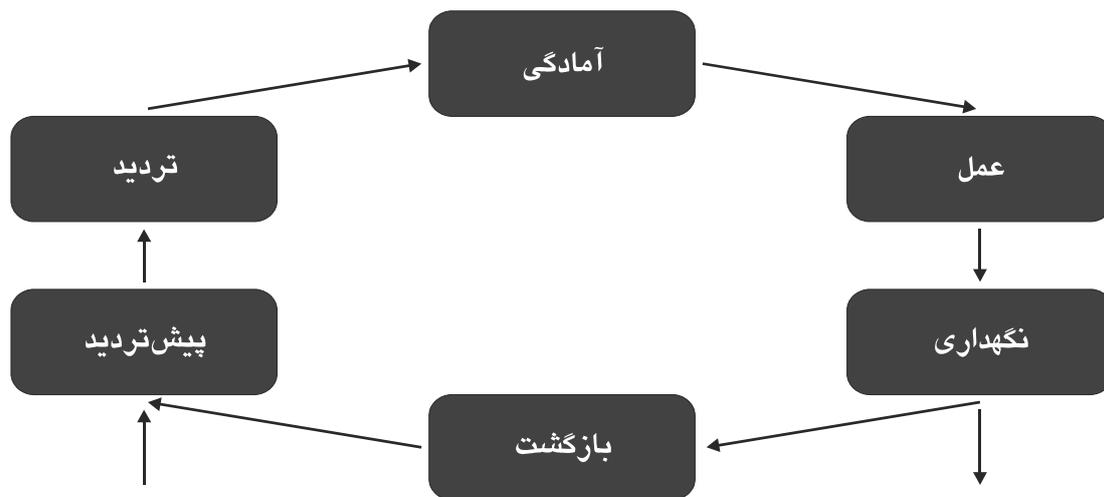 آمادگی
تردید
عمل
پیش‌تردید
نگهداری
بازگشت